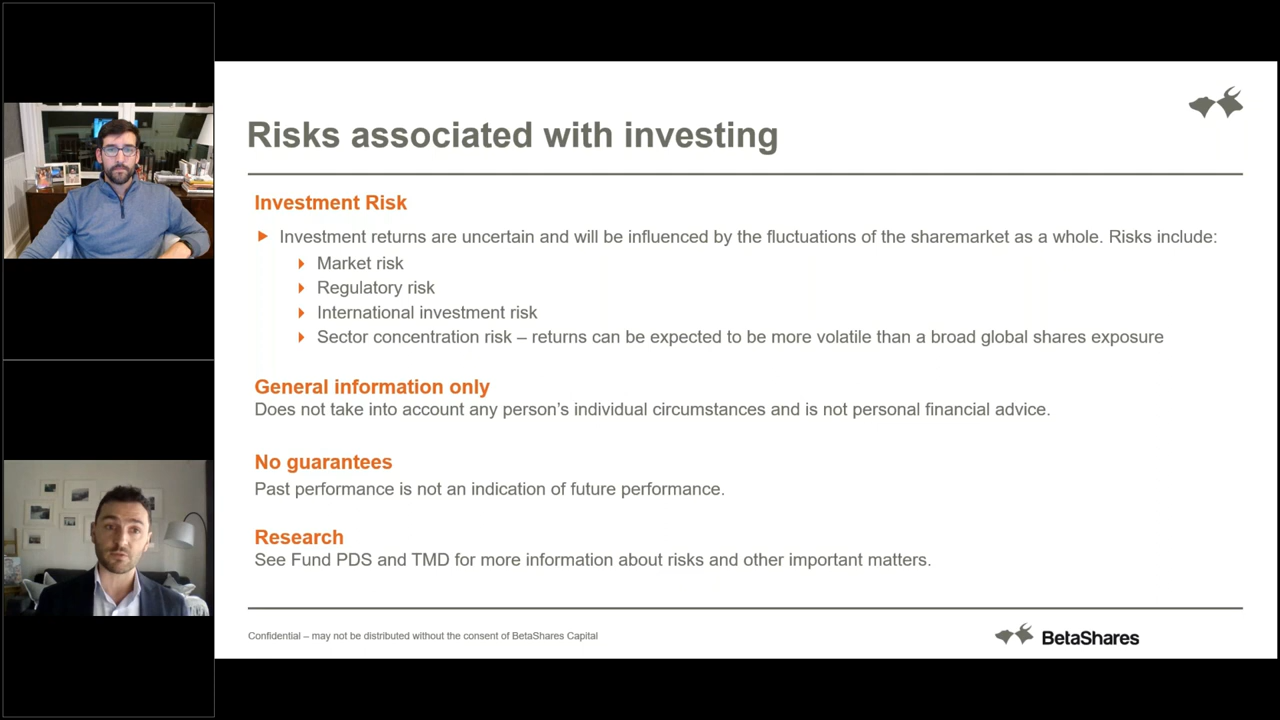 Risks associated with investing
Investment Risk
Investment returns are uncertain and will be influenced by the fluctuations of the sharemarket as a whole. Risks include:
Market risk
Regulatory risk
International investment risk
Sector concentration risk – returns can be expected to be more volatile than a broad global shares exposure
General information only
Does not take into account any person’s individual circumstances and is not personal financial advice.
No guarantees
Past performance is not an indication of future performance.
Research
See Fund PDS and TMD for more information about risks and other important matters.
Confidential – may not be distributed without the consent of BetaShares Capital
BetaShares